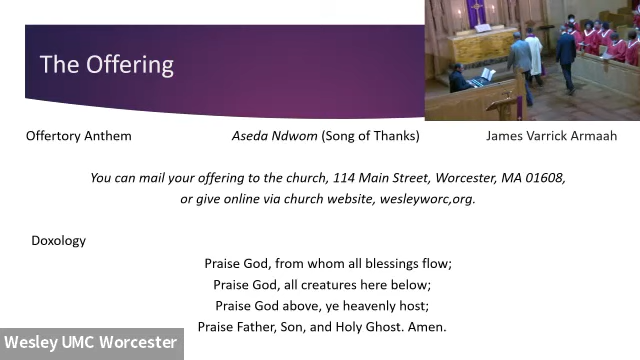 The Offering
Offertory Anthem Aseda Ndwom (Song of Thanks) James Varrick Armaah
You can mail your offering to the church, 114 Main Street, Worcester, MA 01608,
or give online via church website, wesleyworc,org.
Doxology
Praise God, from whom all blessings flow;
Praise God, all creatures here below;
Praise God above, ye heavenly host;
Praise Father, Son, and Holy Ghost. Amen.
Wesley UMC Worcester